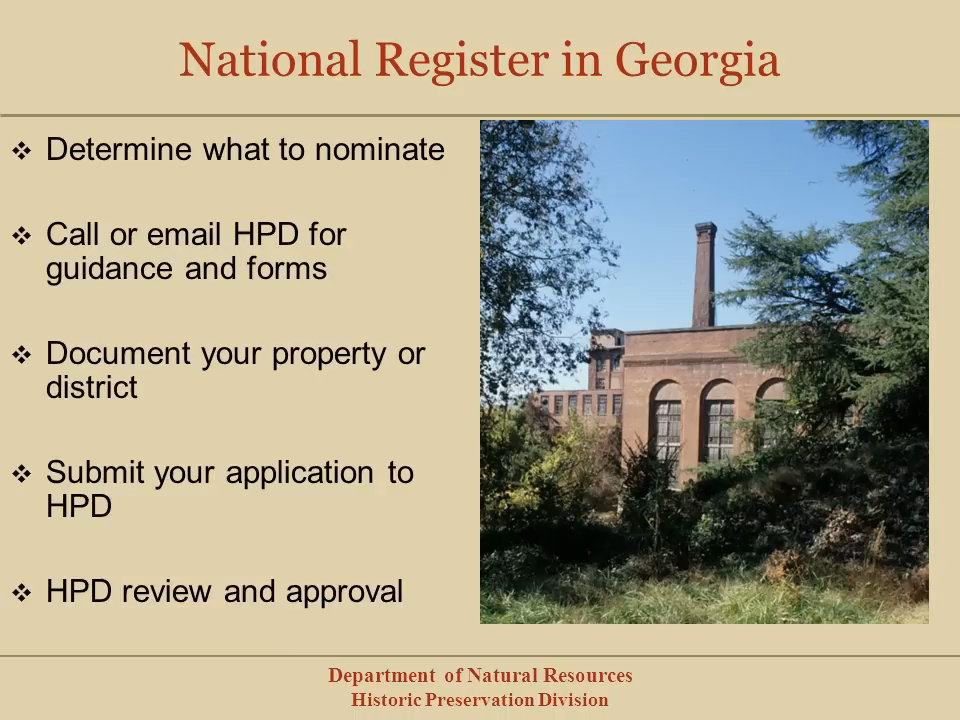 National Register in Georgia
❖ Determine what to nominate
❖ Call or email HPD for
guidance and forms
❖ Document your property or
district
❖ Submit your application to
HPD
❖ HPD review and approval
Department of Natural Resources
Historic Preservation Division